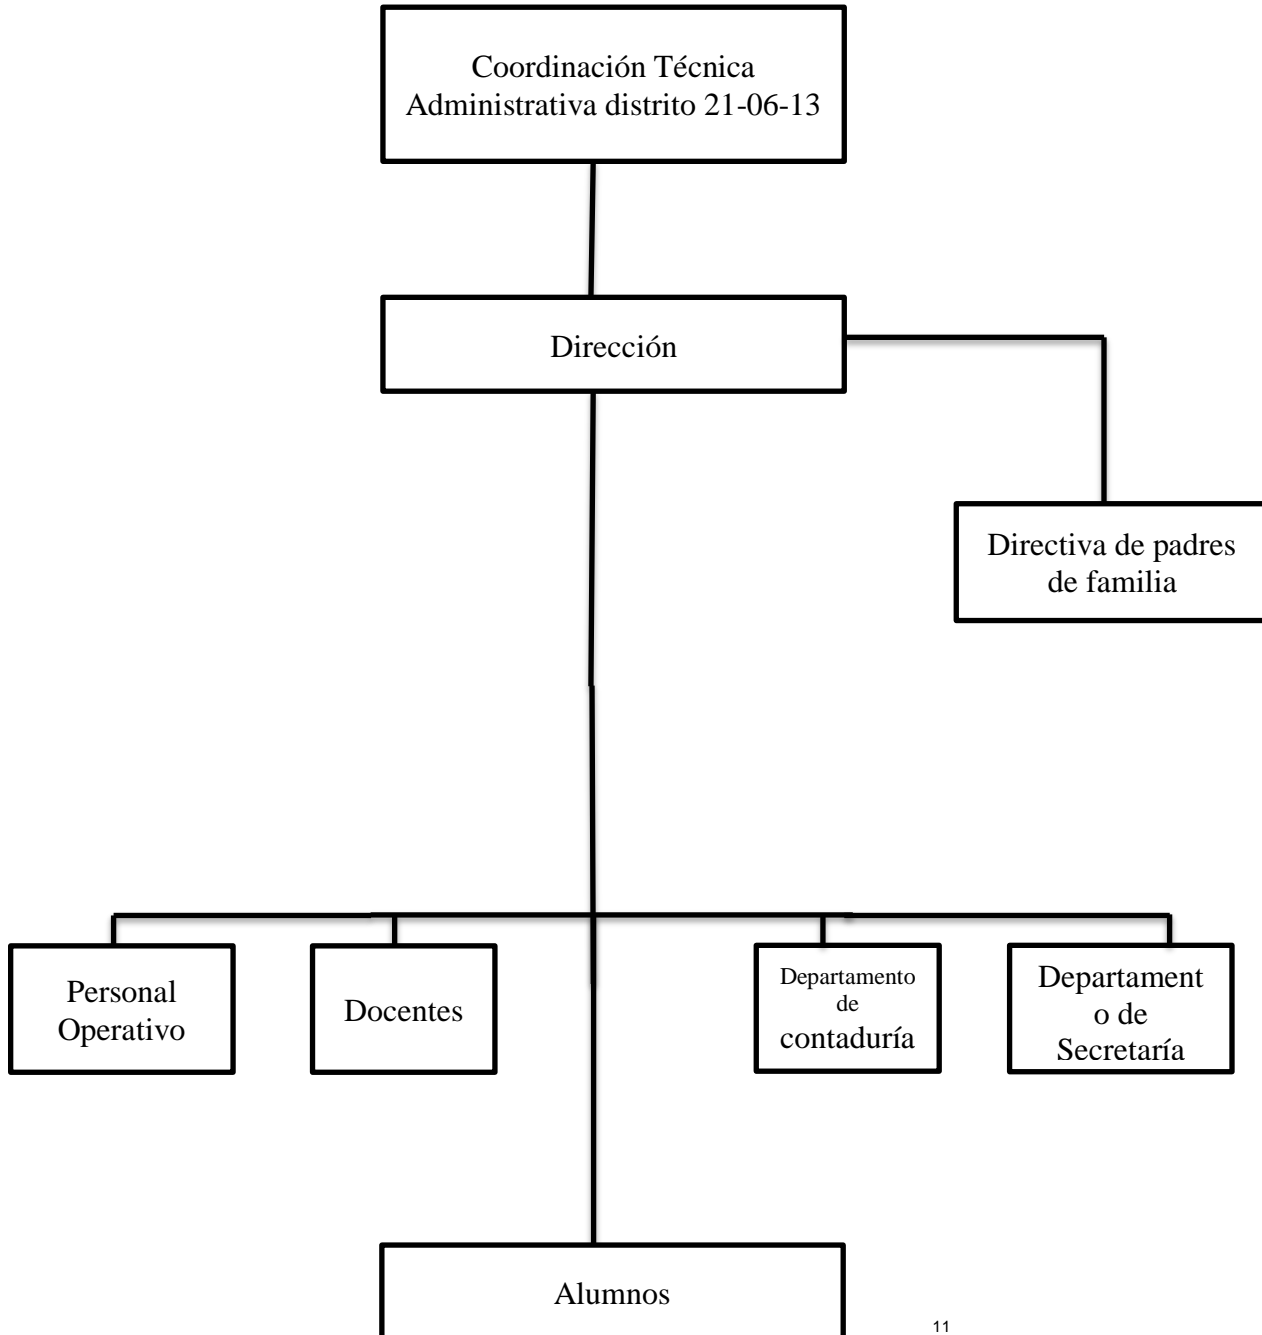 Coordinación Técnica
Administrativa distrito 21-06-13
Dirección
Directiva de padres
de familia
Personal
Operativo
Docentes
Departamento
de
contaduría
Departament
o de
Secretaría
Alumnos
11